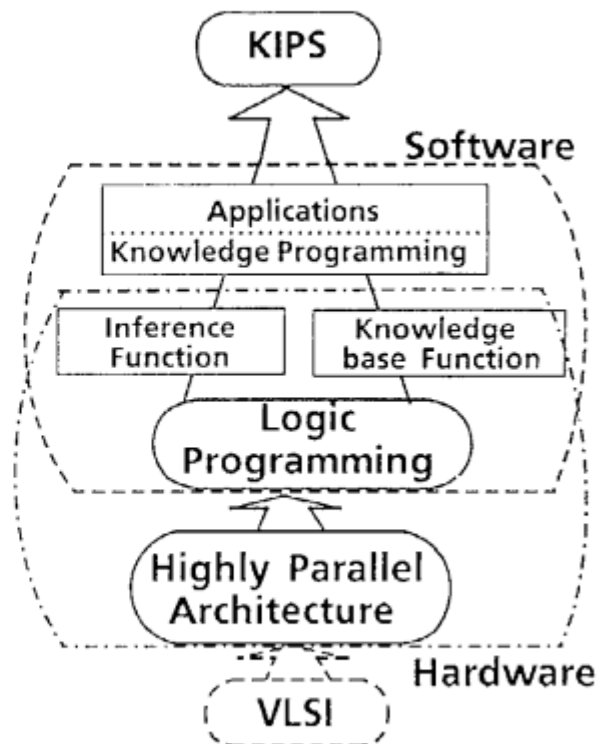 KIPS
Software
Applications
Knowledge Programming
Inference
Function
Knowledge
base Function
Logic
Programming
Highly Parallel
Architecture
Hardware
VLSI